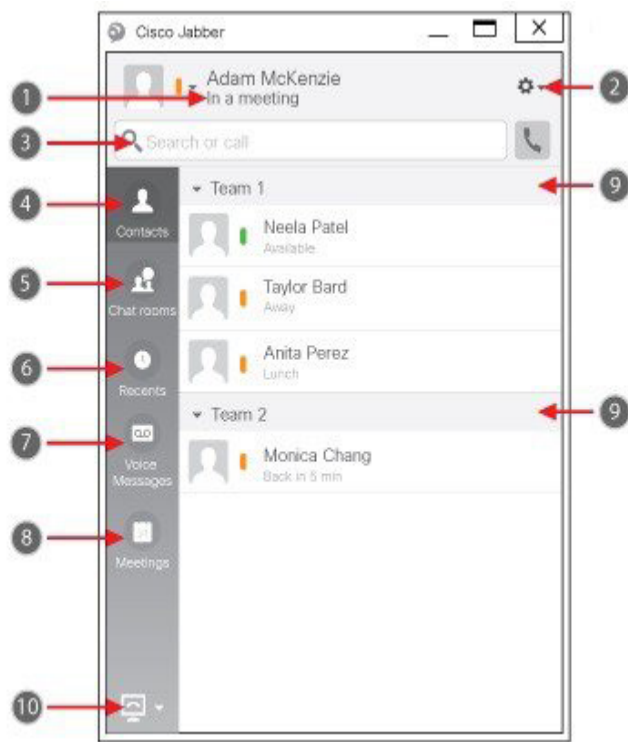 Cisco Jabber
Adam McKenzie
1
In a meeting
2
3
Search or call
4
Contacts
Team 1
9
Neela Patel
Available
5
Chat rooms
Taylor Bard
Away
6
Recents
Anita Perez
Lunch
7
Voice
Messages
Team 2
9
Monica Chang
Back in 5 min
8
Meetings
10